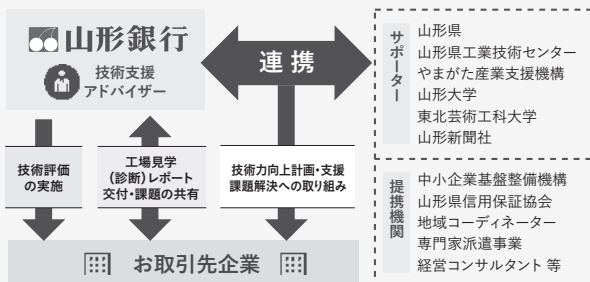 山形銀行
技術支援
アドバイザー
連携
技術評価
の実施
工場見学
(診断)レポート
交付・課題の共有
技術力向上計画・支援
課題解決への取り組み
お取引先企業
サポーター
山形県
山形県工業技術センター
やまがた産業支援機構
山形大学
東北芸術工科大学
山形新聞社
提携機関
中小企業基盤整備機構
山形県信用保証協会
地域コーディネーター
専門家派遣事業
経営コンサルタント 等